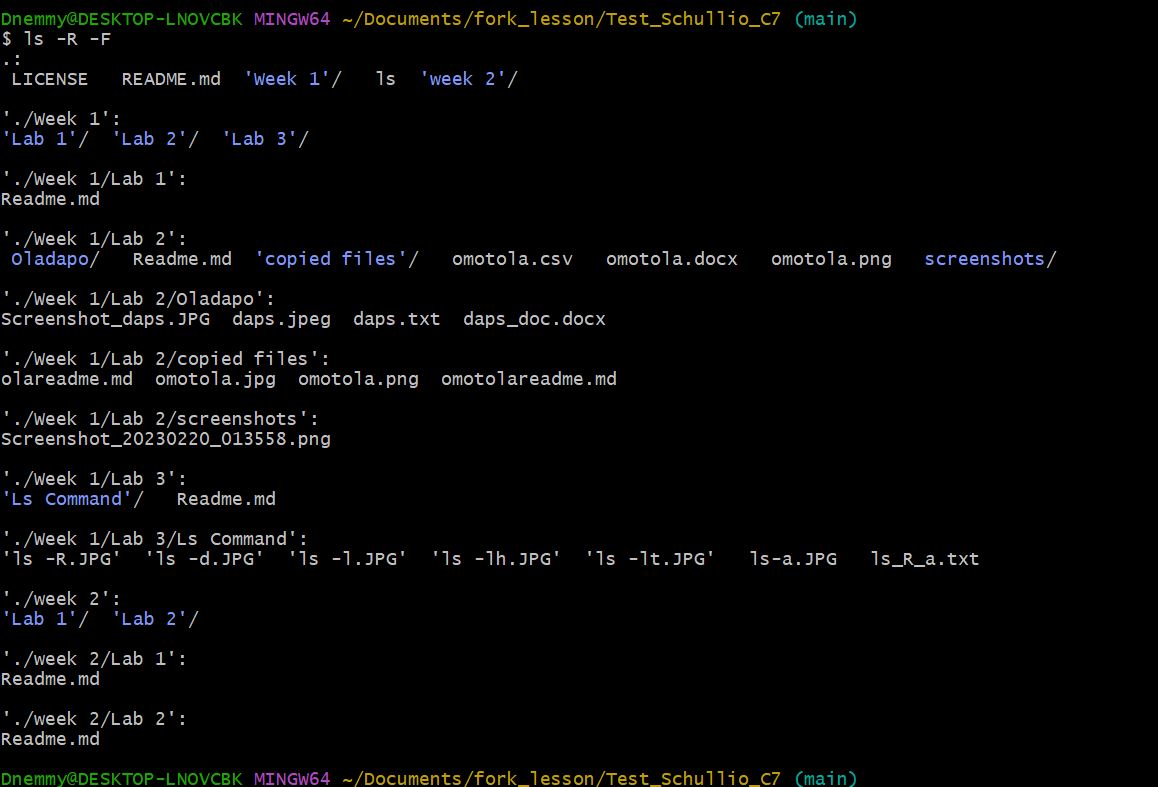 Dnemmy@DESKTOP-LNOVCBK MINGW64 ~/Documents/fork_lesson/Test_Schullio_C7 (main)
$ ls -R -F
.:
 LICENSE   README.md  'Week 1'/   ls  'week 2'/
'./Week 1':
'Lab 1'/  'Lab 2'/  'Lab 3'/
'./Week 1/Lab 1':
Readme.md
'./Week 1/Lab 2':
 Oladapo/   Readme.md  'copied files'/   omotola.csv   omotola.docx   omotola.png   screenshots/
'./Week 1/Lab 2/Oladapo':
Screenshot_daps.JPG  daps.jpeg  daps.txt  daps_doc.docx
'./Week 1/Lab 2/copied files':
olareadme.md  omotola.jpg  omotola.png  omotolareadme.md
'./Week 1/Lab 2/screenshots':
Screenshot_20230220_013558.png
'./Week 1/Lab 3':
'Ls Command'/   Readme.md
'./Week 1/Lab 3/Ls Command':
'ls -R.JPG'  'ls -d.JPG'  'ls -l.JPG'  'ls -lh.JPG'  'ls -lt.JPG'   ls-a.JPG   ls_R_a.txt
'./week 2':
'Lab 1'/  'Lab 2'/
'./week 2/Lab 1':
Readme.md
'./week 2/Lab 2':
Readme.md
Dnemmy@DESKTOP-LNOVCBK MINGW64 ~/Documents/fork_lesson/Test_Schullio_C7 (main)